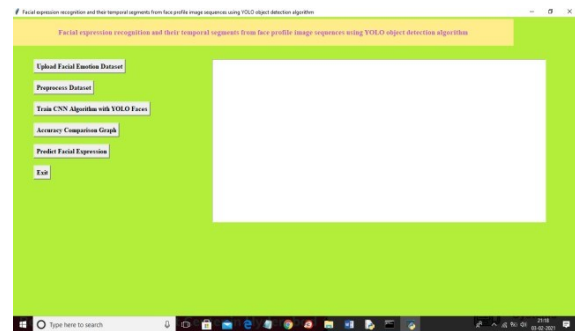 Facial expression recognition and their temporal segments from face profile image sequences using YOLO object detection algorithm
Facial expression recognition and their temporal segments from face profile image sequences using YOLO object detection algorithm
Upload Facial Emotion Dataset
Preprocess Dataset
Train CNN Algorithm with YOLO Faces
Accuracy Comparison Graph
Predict Facial Expression
Exit
Type here to search
21:18
03-02-2021